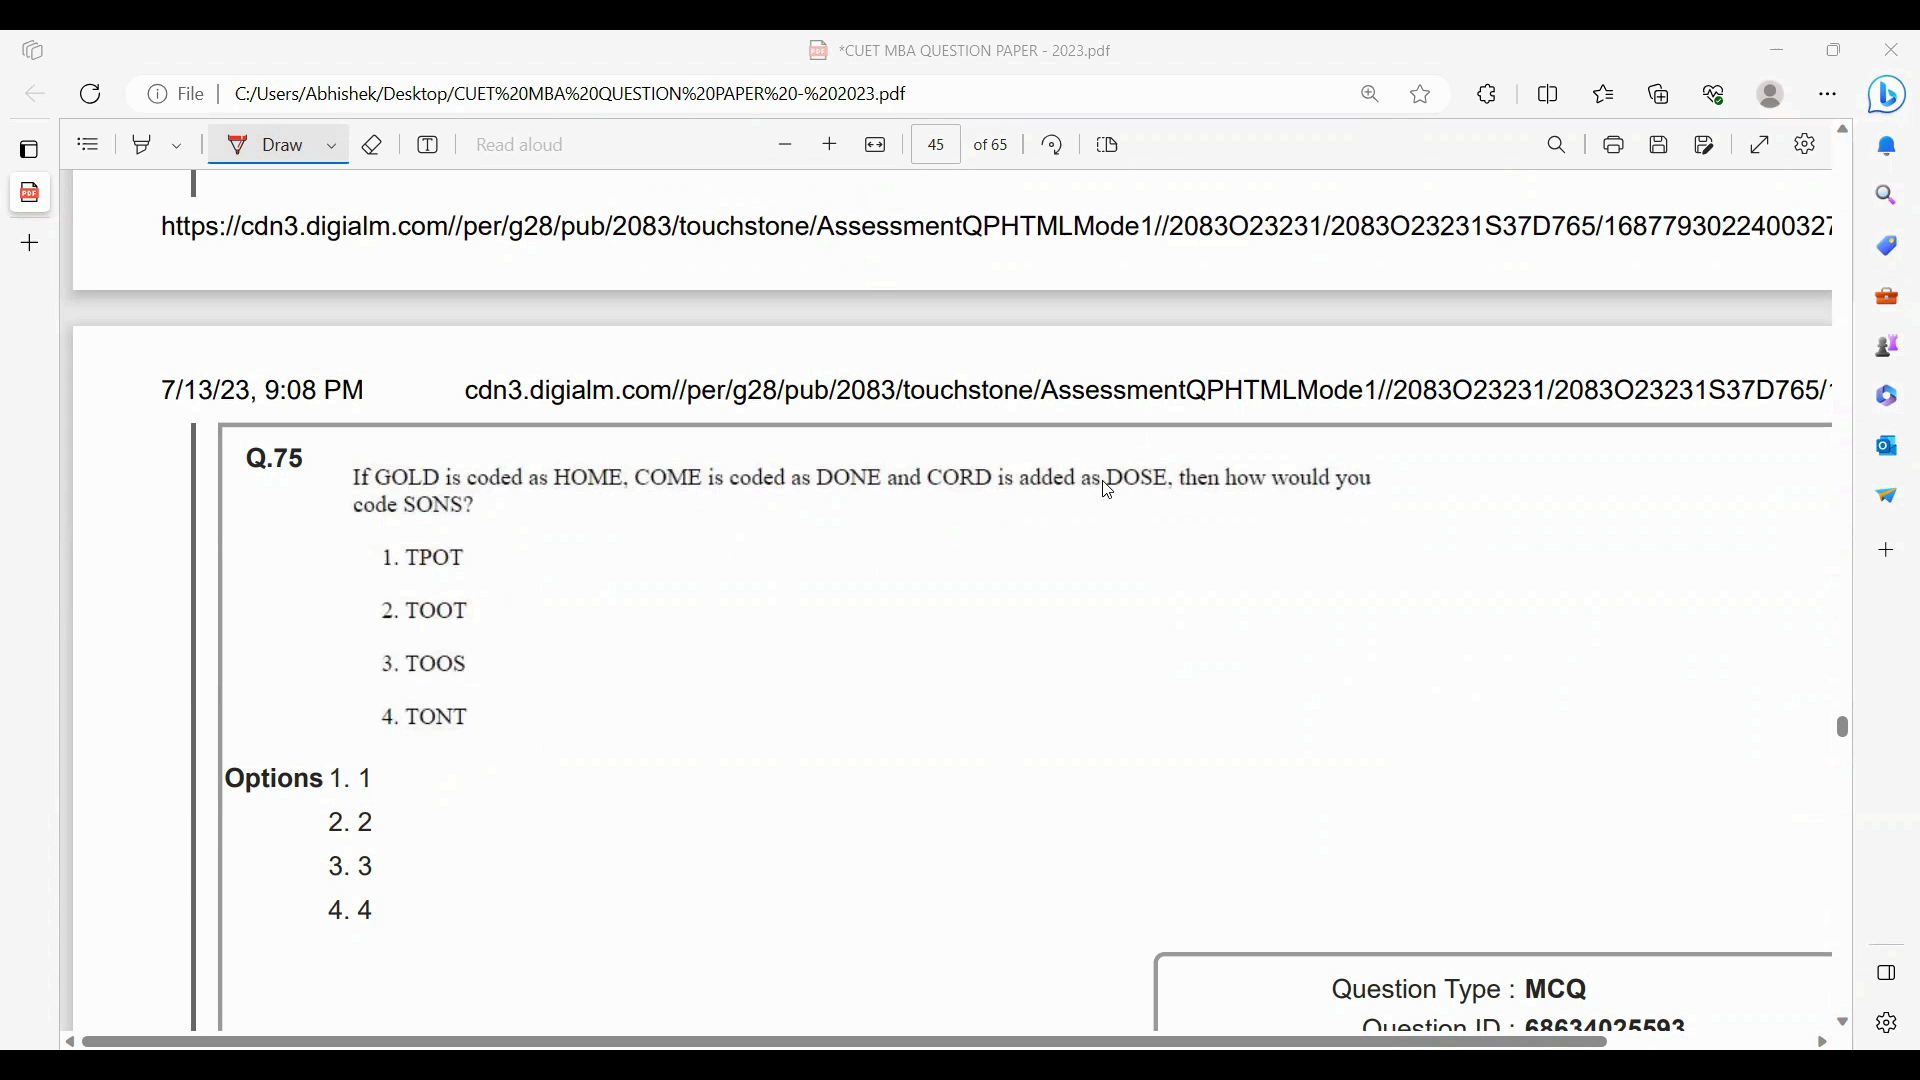 *CUET MBA QUESTION PAPER - 2023.pdf
File
C:/Users/Abhishek/Desktop/CUET%20MBA%20QUESTION%20PAPER%20-%202023.pdf
Draw
Read aloud
45 of 65
https://cdn3.digialm.com//per/g28/pub/2083/touchstone/AssessmentQPHTMLMode1//2083O23231/2083O23231S37D765/1687793022400327
7/13/23, 9:08 PM cdn3.digialm.com//per/g28/pub/2083/touchstone/AssessmentQPHTMLMode1//2083O23231/2083O23231S37D765/
Q.75
If GOLD is coded as HOME, COME is coded as DONE and CORD is added as DOSE, then how would you
code SONS?
1. TPOT
2. TOOT
3. TOOS
4. TONT
Options 1. 1
2. 2
3. 3
4. 4
Question Type : MCQ
Question ID : 68634025593